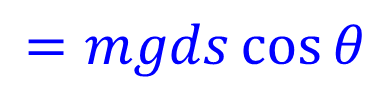 = mgds cos θ